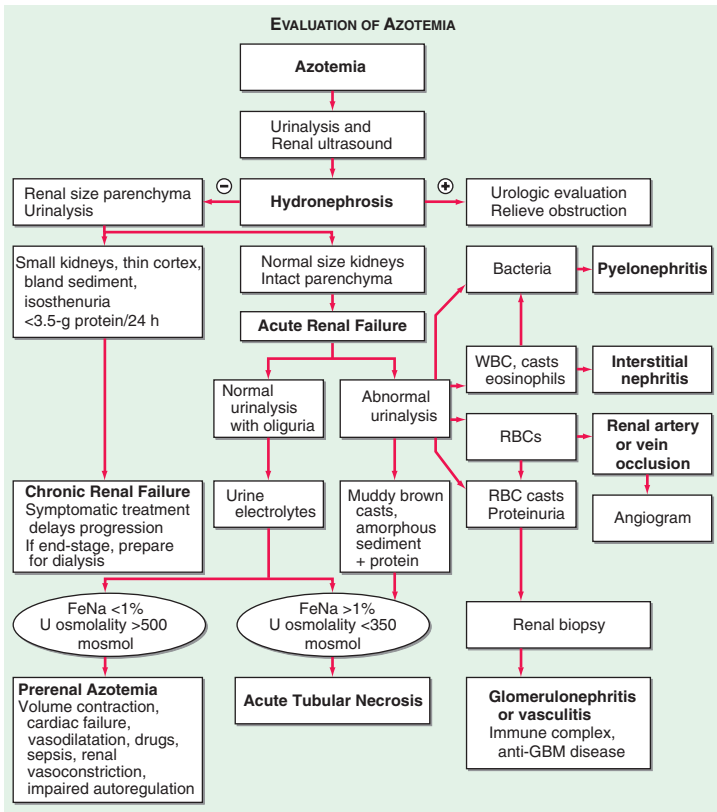 EVALUATION OF AZOTEMIA
Azotemia
Urinalysis and
Renal ultrasound
−
+
Renal size parenchyma
Urinalysis
Hydronephrosis
Urologic evaluation
Relieve obstruction
Small kidneys, thin cortex,
bland sediment,
isosthenuria
<3.5-g protein/24 h
Normal size kidneys
Intact parenchyma
Bacteria
Pyelonephritis
Acute Renal Failure
WBC, casts
eosinophils
Interstitial
nephritis
Normal
urinalysis
with oliguria
Abnormal
urinalysis
RBCs
Renal artery
or vein
occlusion
Chronic Renal Failure
Symptomatic treatment
delays progression
If end-stage, prepare
for dialysis
Urine
electrolytes
Muddy brown
casts,
amorphous
sediment
+ protein
RBC casts
Proteinuria
Angiogram
FeNa <1%
U osmolality >500
mosmol
FeNa >1%
U osmolality <350
mosmol
Renal biopsy
Prerenal Azotemia
Volume contraction,
cardiac failure,
vasodilatation, drugs,
sepsis, renal
vasoconstriction,
impaired autoregulation
Acute Tubular Necrosis
Glomerulonephritis
or vasculitis
Immune complex,
anti-GBM disease